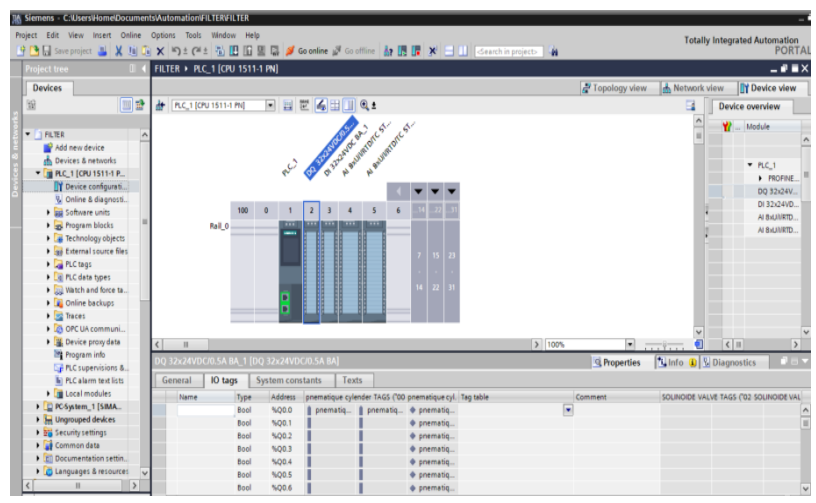 Siemens - C:\Users\Home\Documents\Automation\FILTER\FILTER
Project Edit View Insert Online Options Tools Window Help
Totally Integrated Automation
PORTAL
Save project Go online Go offline <Search in project>
Project tree
FILTER ▸ PLC_1 [CPU 1511-1 PN]
Devices
Topology view Network view Device view
PLC_1 [CPU 1511-1 PN]
Device overview
Devices & networks
Module
FILTER
Add new device
Devices & networks
PLC_1 [CPU 1511-1 P...
Device configurati...
Online & diagnosti...
Software units
Program blocks
Technology objects
External source files
PLC tags
PLC data types
Watch and force ta...
Online backups
Traces
OPC UA communi...
Device proxy data
Program info
PLC supervisions &...
PLC alarm text lists
Local modules
PC-System_1 [SIMA...
Ungrouped devices
Security settings
Common data
Documentation settin...
Languages & resources
PLC_1
DQ 32x24VDC/0.5...
DI 32x24VDC BA_1
AI 8xU/I/RTD/TC ST...
AI 8xU/I/RTD/TC ST...
100 0 1 2 3 4 5 6 ...14 ...22 ...31
Rail_0
7 15 23
14 22 31
PLC_1
PROFINE...
DQ 32x24V...
DI 32x24VD...
AI 8xU/I/RTD...
AI 8xU/I/RTD...
100%
DQ 32x24VDC/0.5A BA_1 [DQ 32x24VDC/0.5A BA]
Properties Info Diagnostics
General IO tags System constants Texts
Name Type Address pnematique cylender TAGS ("00 prematique cyl. Tag table Comment SOLINOIDE VALVE TAGS ("02 SOLINOIDE VAL
Bool %Q0.0 pnematiq... pnematiq... pnematiq...
Bool %Q0.1 pnematiq...
Bool %Q0.2 pnematiq...
Bool %Q0.3 pnematiq...
Bool %Q0.4 pnematiq...
Bool %Q0.5 pnematiq...
Bool %Q0.6 pnematiq...